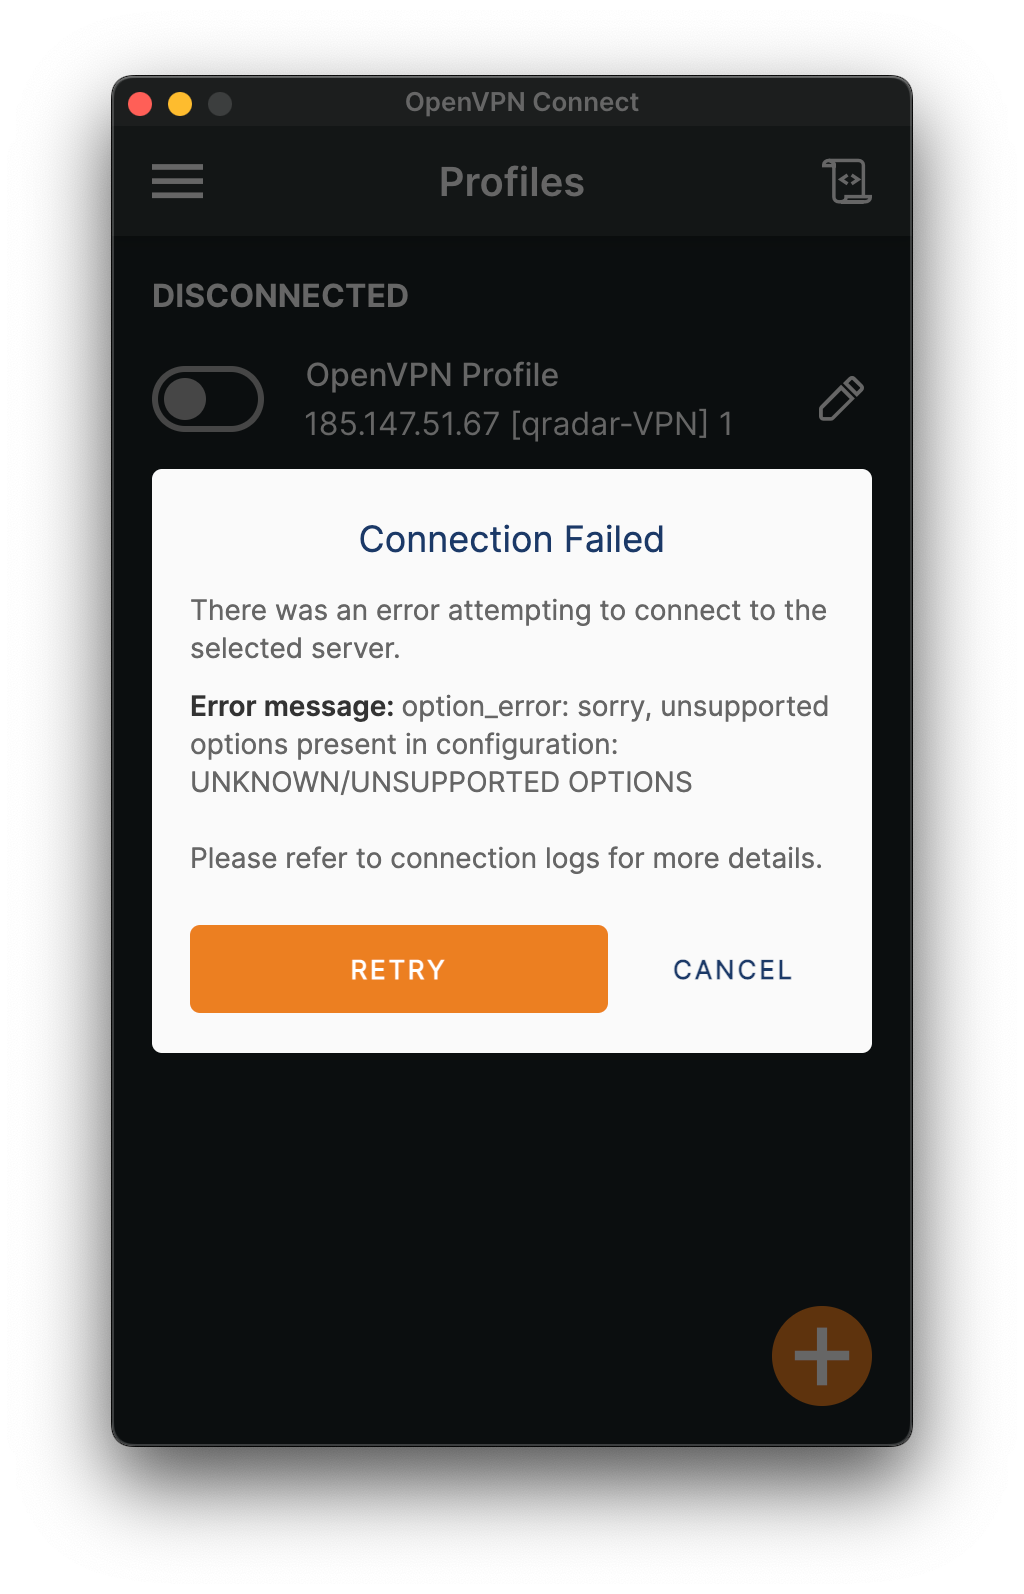 OpenVPN Connect
Profiles
DISCONNECTED
OpenVPN Profile
185.147.51.67 [qradar-VPN] 1
Connection Failed
There was an error attempting to connect to the
selected server.
Error message: option_error: sorry, unsupported
options present in configuration:
UNKNOWN/UNSUPPORTED OPTIONS
Please refer to connection logs for more details.
RETRY
CANCEL